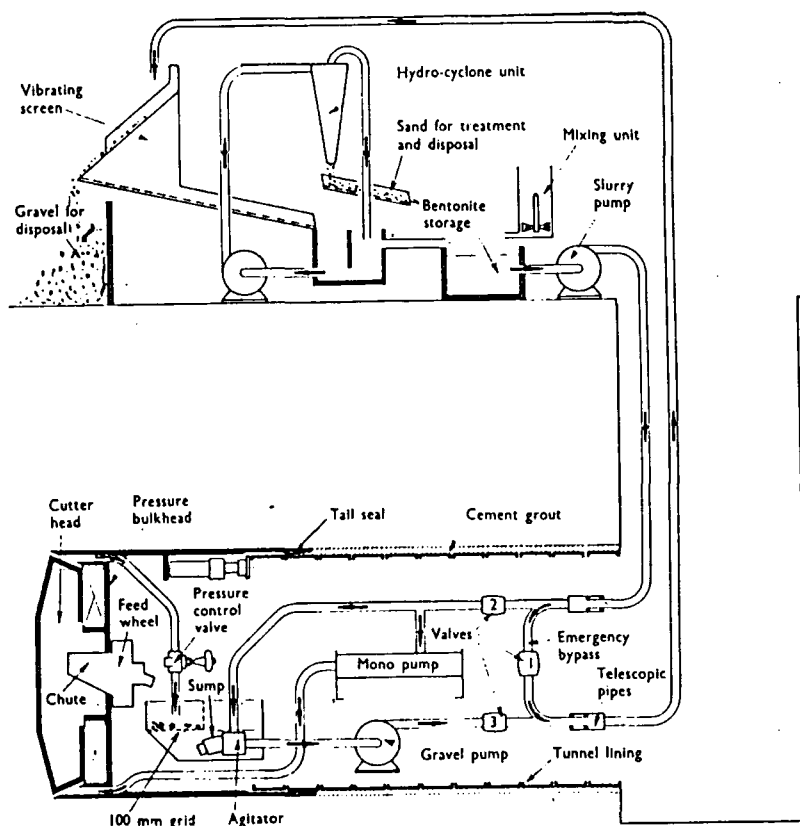 Hydro-cyclone unit
Vibrating
screen
Sand for treatment
and disposal
Mixing unit
Bentonite
storage
Slurry
pump
Gravel for
disposal
Cutter
head
Pressure
bulkhead
Tail seal
Cement grout
Feed
wheel
Pressure
control
valve
2
Valves
Emergency
bypass
1
Mono pump
Chute
Sump
Telescopic
pipes
3
Gravel pump
Tunnel lining
100 mm grid
Agitator